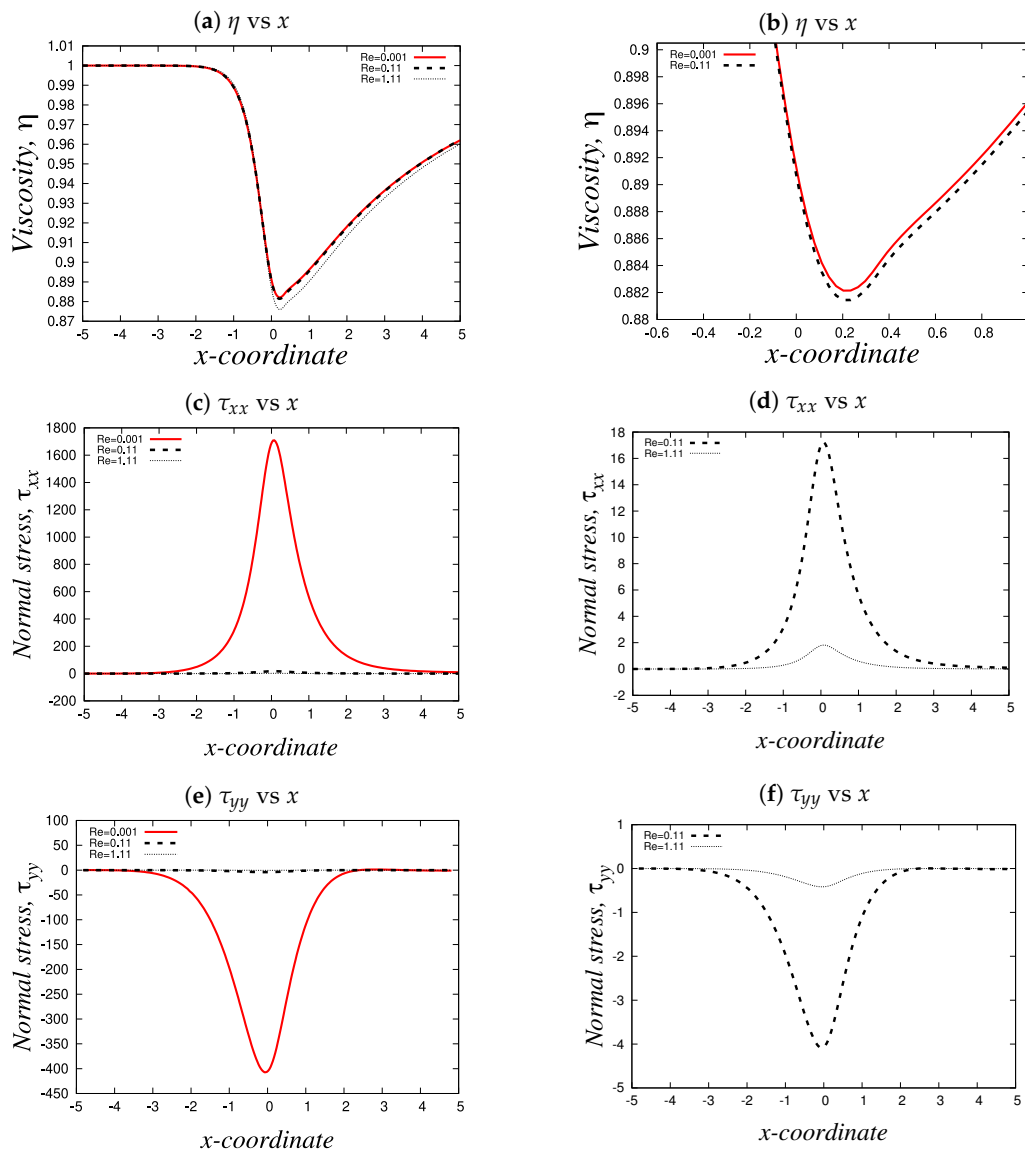 (a) η vs x
1.01
1
0.99
0.98
0.97
0.96
0.95
0.94
0.93
0.92
0.91
0.9
0.89
0.88
0.87
Viscosity, η
Re=0.001
Re=0.11
Re=1.11
-5 -4 -3 -2 -1 0 1 2 3 4 5
x-coordinate
(b) η vs x
0.9
0.898
0.896
0.894
0.892
0.89
0.888
0.886
0.884
0.882
0.88
Viscosity, η
Re=0.001
Re=0.11
-0.6 -0.4 -0.2 0 0.2 0.4 0.6 0.8
x-coordinate
(c) τxx vs x
1800
1600
1400
1200
1000
800
600
400
200
0
-200
Normal stress, τxx
Re=0.001
Re=0.11
Re=1.11
-5 -4 -3 -2 -1 0 1 2 3 4 5
x-coordinate
(d) τxx vs x
18
16
14
12
10
8
6
4
2
0
-2
Normal stress, τxx
Re=0.11
Re=1.11
-5 -4 -3 -2 -1 0 1 2 3 4 5
x-coordinate
(e) τyy vs x
100
50
0
-50
-100
-150
-200
-250
-300
-350
-400
-450
Normal stress, τyy
Re=0.001
Re=0.11
Re=1.11
-5 -4 -3 -2 -1 0 1 2 3 4 5
x-coordinate
(f) τyy vs x
1
0
-1
-2
-3
-4
-5
Normal stress, τyy
Re=0.11
Re=1.11
-5 -4 -3 -2 -1 0 1 2 3 4 5
x-coordinate